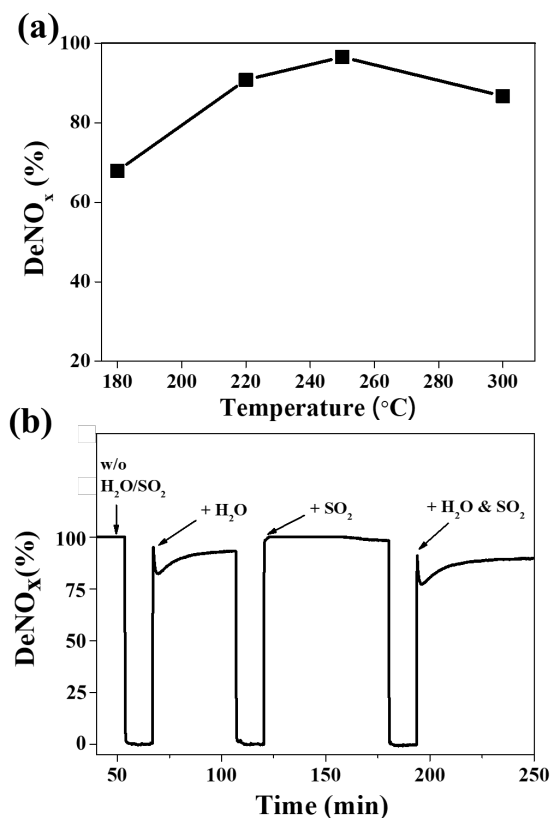 (a)
100
80
60
40
20
DeNOₓ (%)
180 200 220 240 260 280 300
Temperature (°C)
(b)
w/o
H₂O/SO₂
+ H₂O
+ SO₂
+ H₂O & SO₂
100
75
50
25
0
DeNOX(%)
50 100 150 200 250
Time (min)